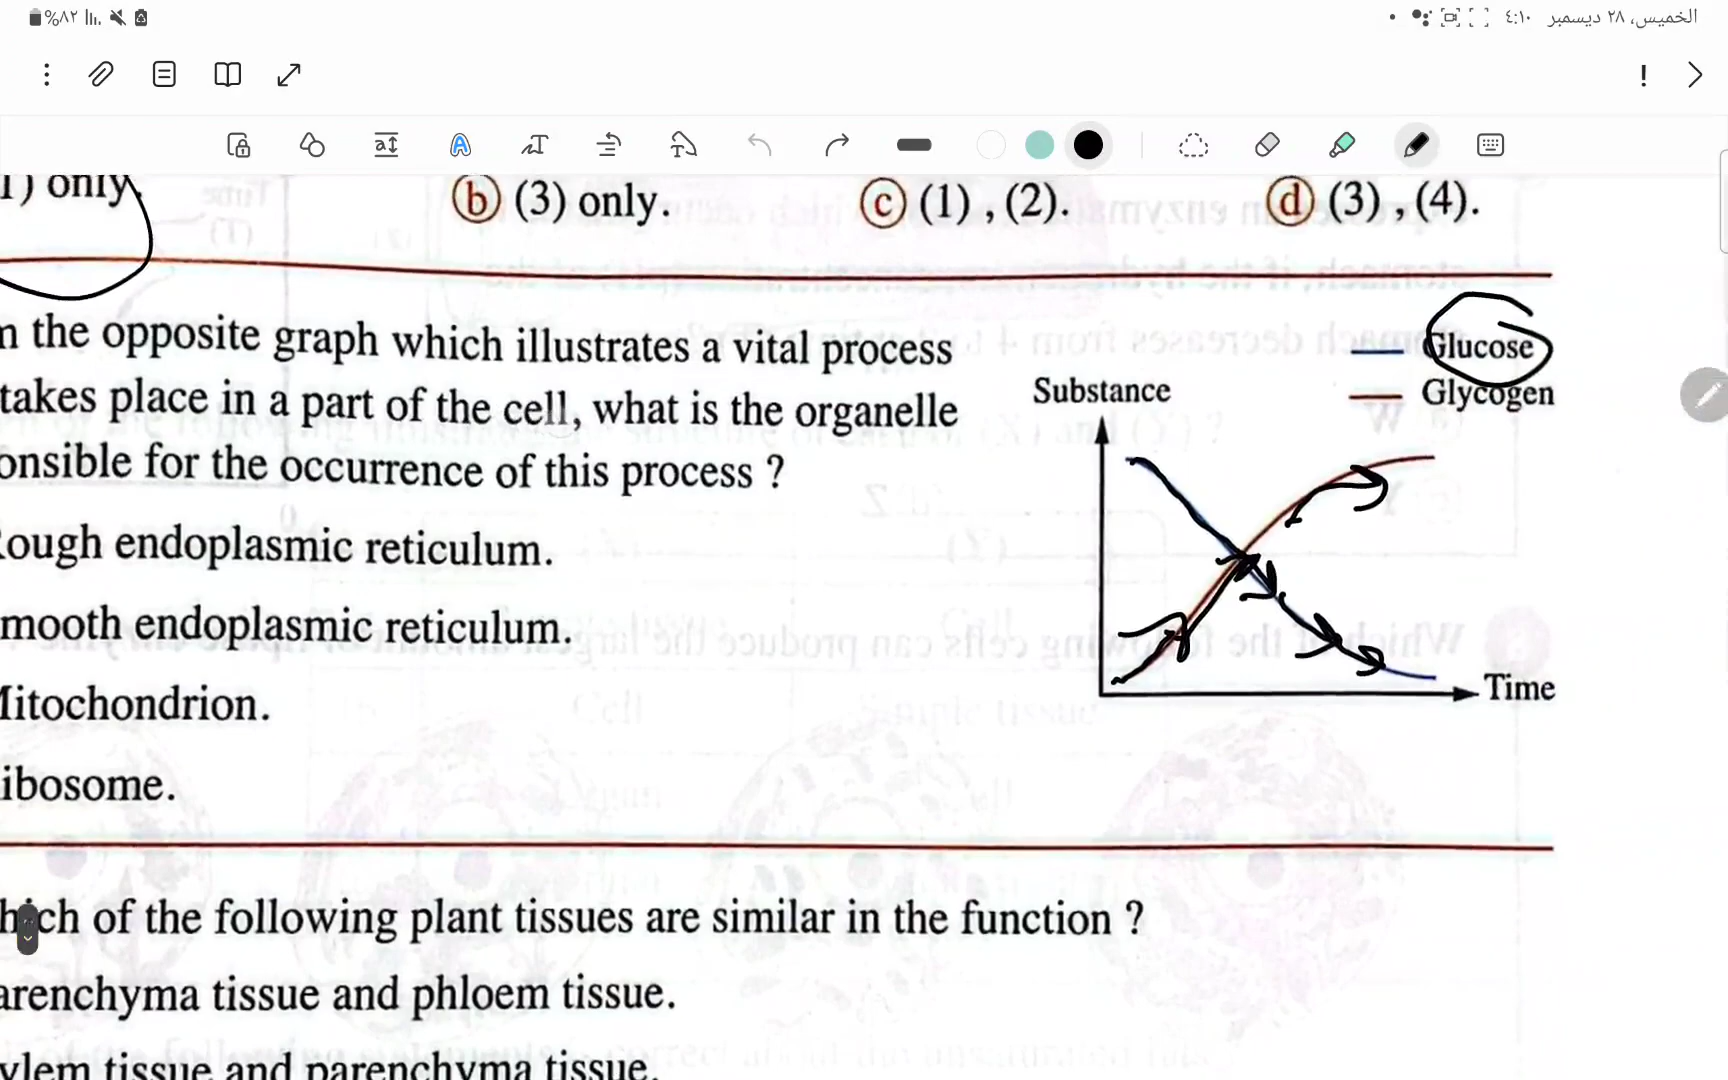 %٨٢
الخميس، ٢٨ ديسمبر ٤:١٠
1) only.
b (3) only.
c (1) , (2).
d (3) , (4).
n the opposite graph which illustrates a vital process
takes place in a part of the cell, what is the organelle
onsible for the occurrence of this process ?
Glucose
Glycogen
Substance
Time
ough endoplasmic reticulum.
mooth endoplasmic reticulum.
Mitochondrion.
ibosome.
hich of the following plant tissues are similar in the function ?
arenchyma tissue and phloem tissue.
ylem tissue and parenchyma tissue.